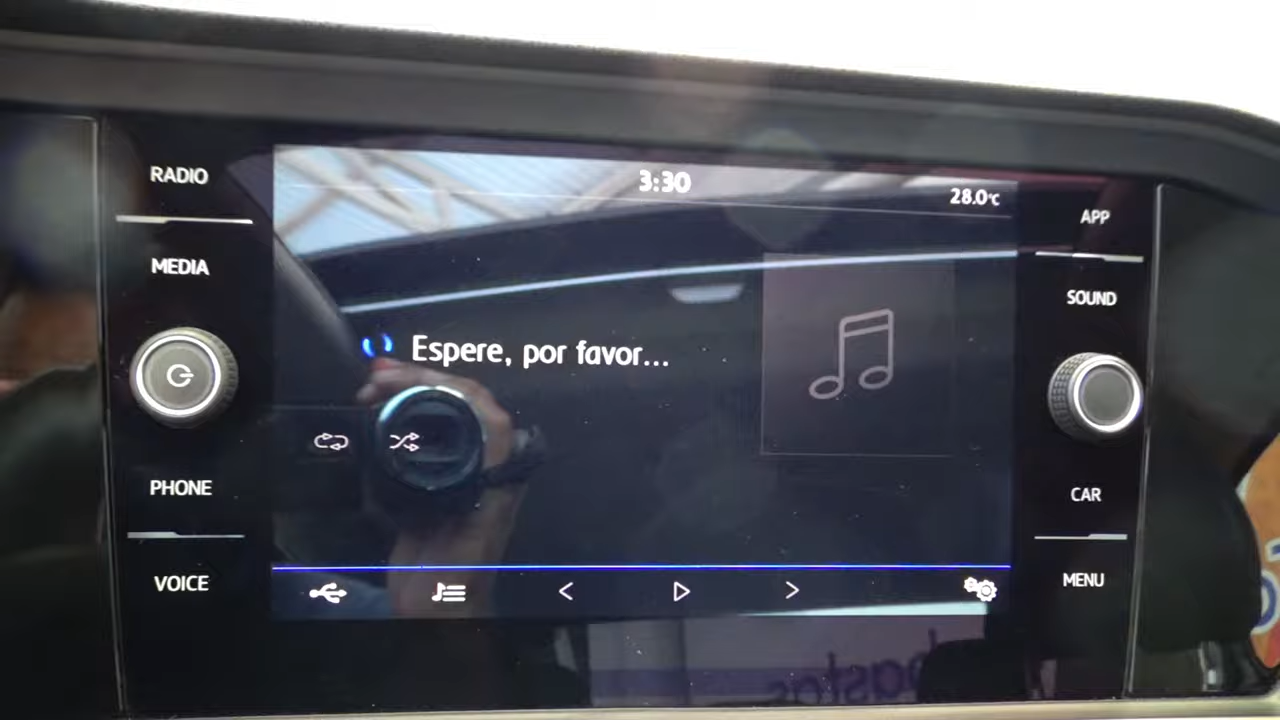 RADIO
3:30
28.0°C
APP
MEDIA
SOUND
Espere, por favor...
PHONE
CAR
VOICE
MENU